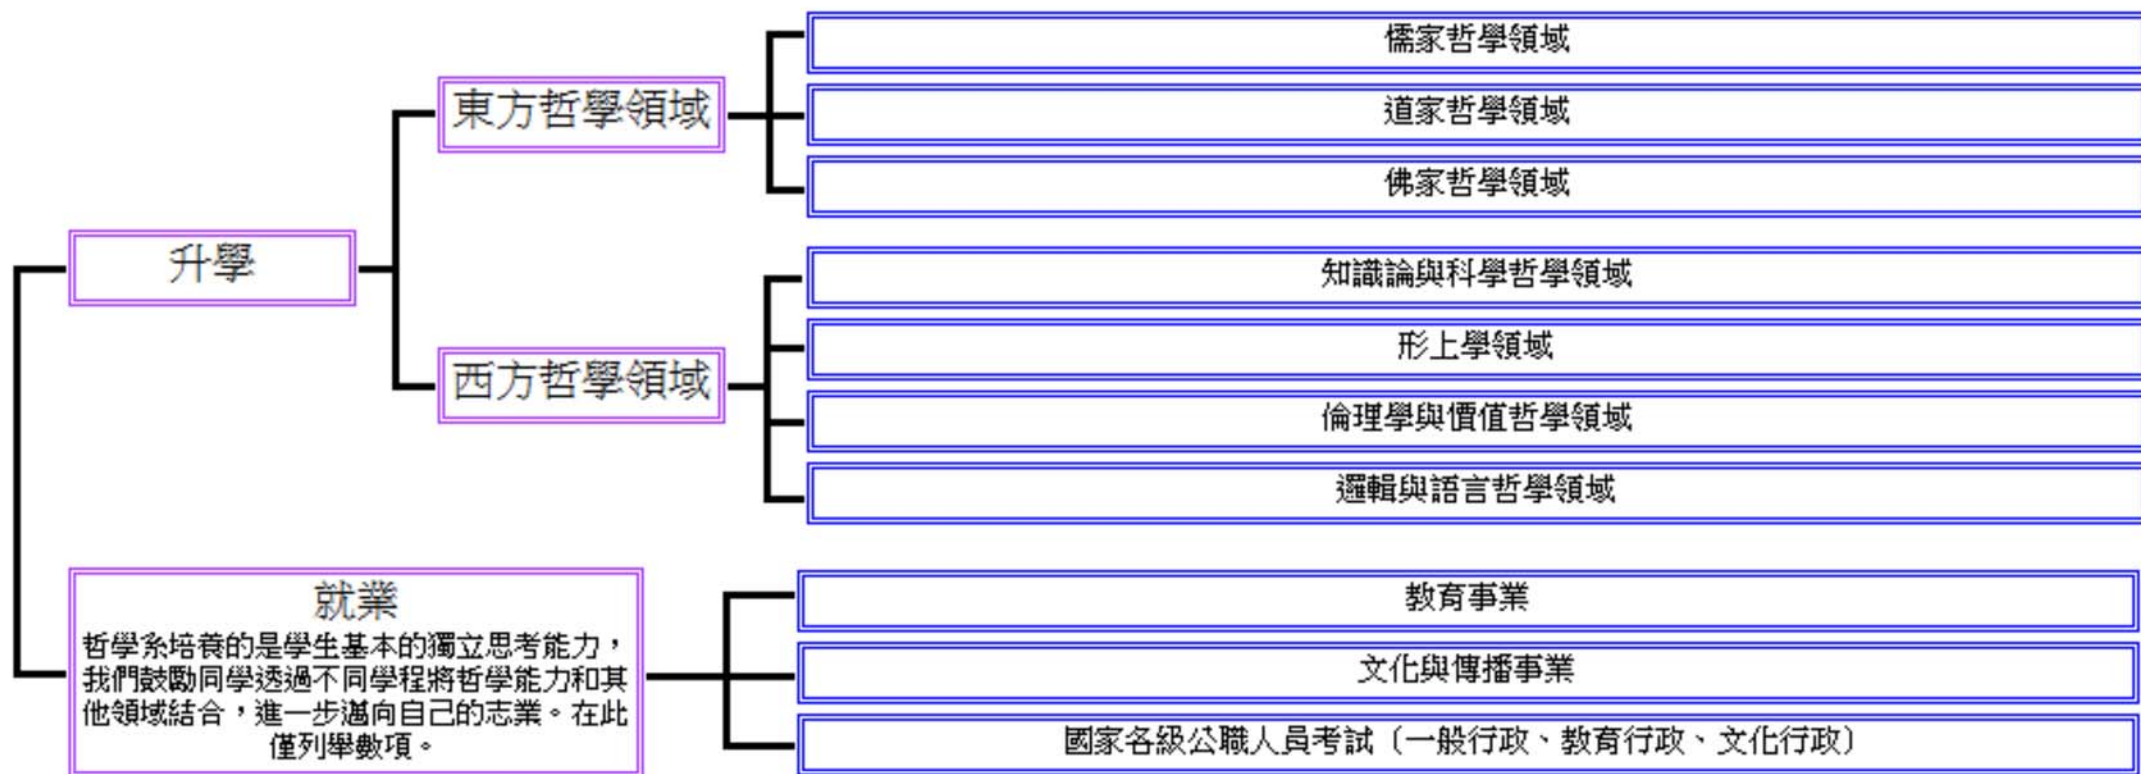 儒家哲學領域
東方哲學領域
道家哲學領域
佛家哲學領域
升學
知識論與科學哲學領域
形上學領域
西方哲學領域
倫理學與價值哲學領域
邏輯與語言哲學領域
就業
哲學系培養的是學生基本的獨立思考能力，
我們鼓勵同學透過不同學程將哲學能力和其
他領域結合，進一步邁向自己的志業。在此
僅列舉數項。
教育事業
文化與傳播事業
國家各級公職人員考試〔一般行政、教育行政、文化行政〕